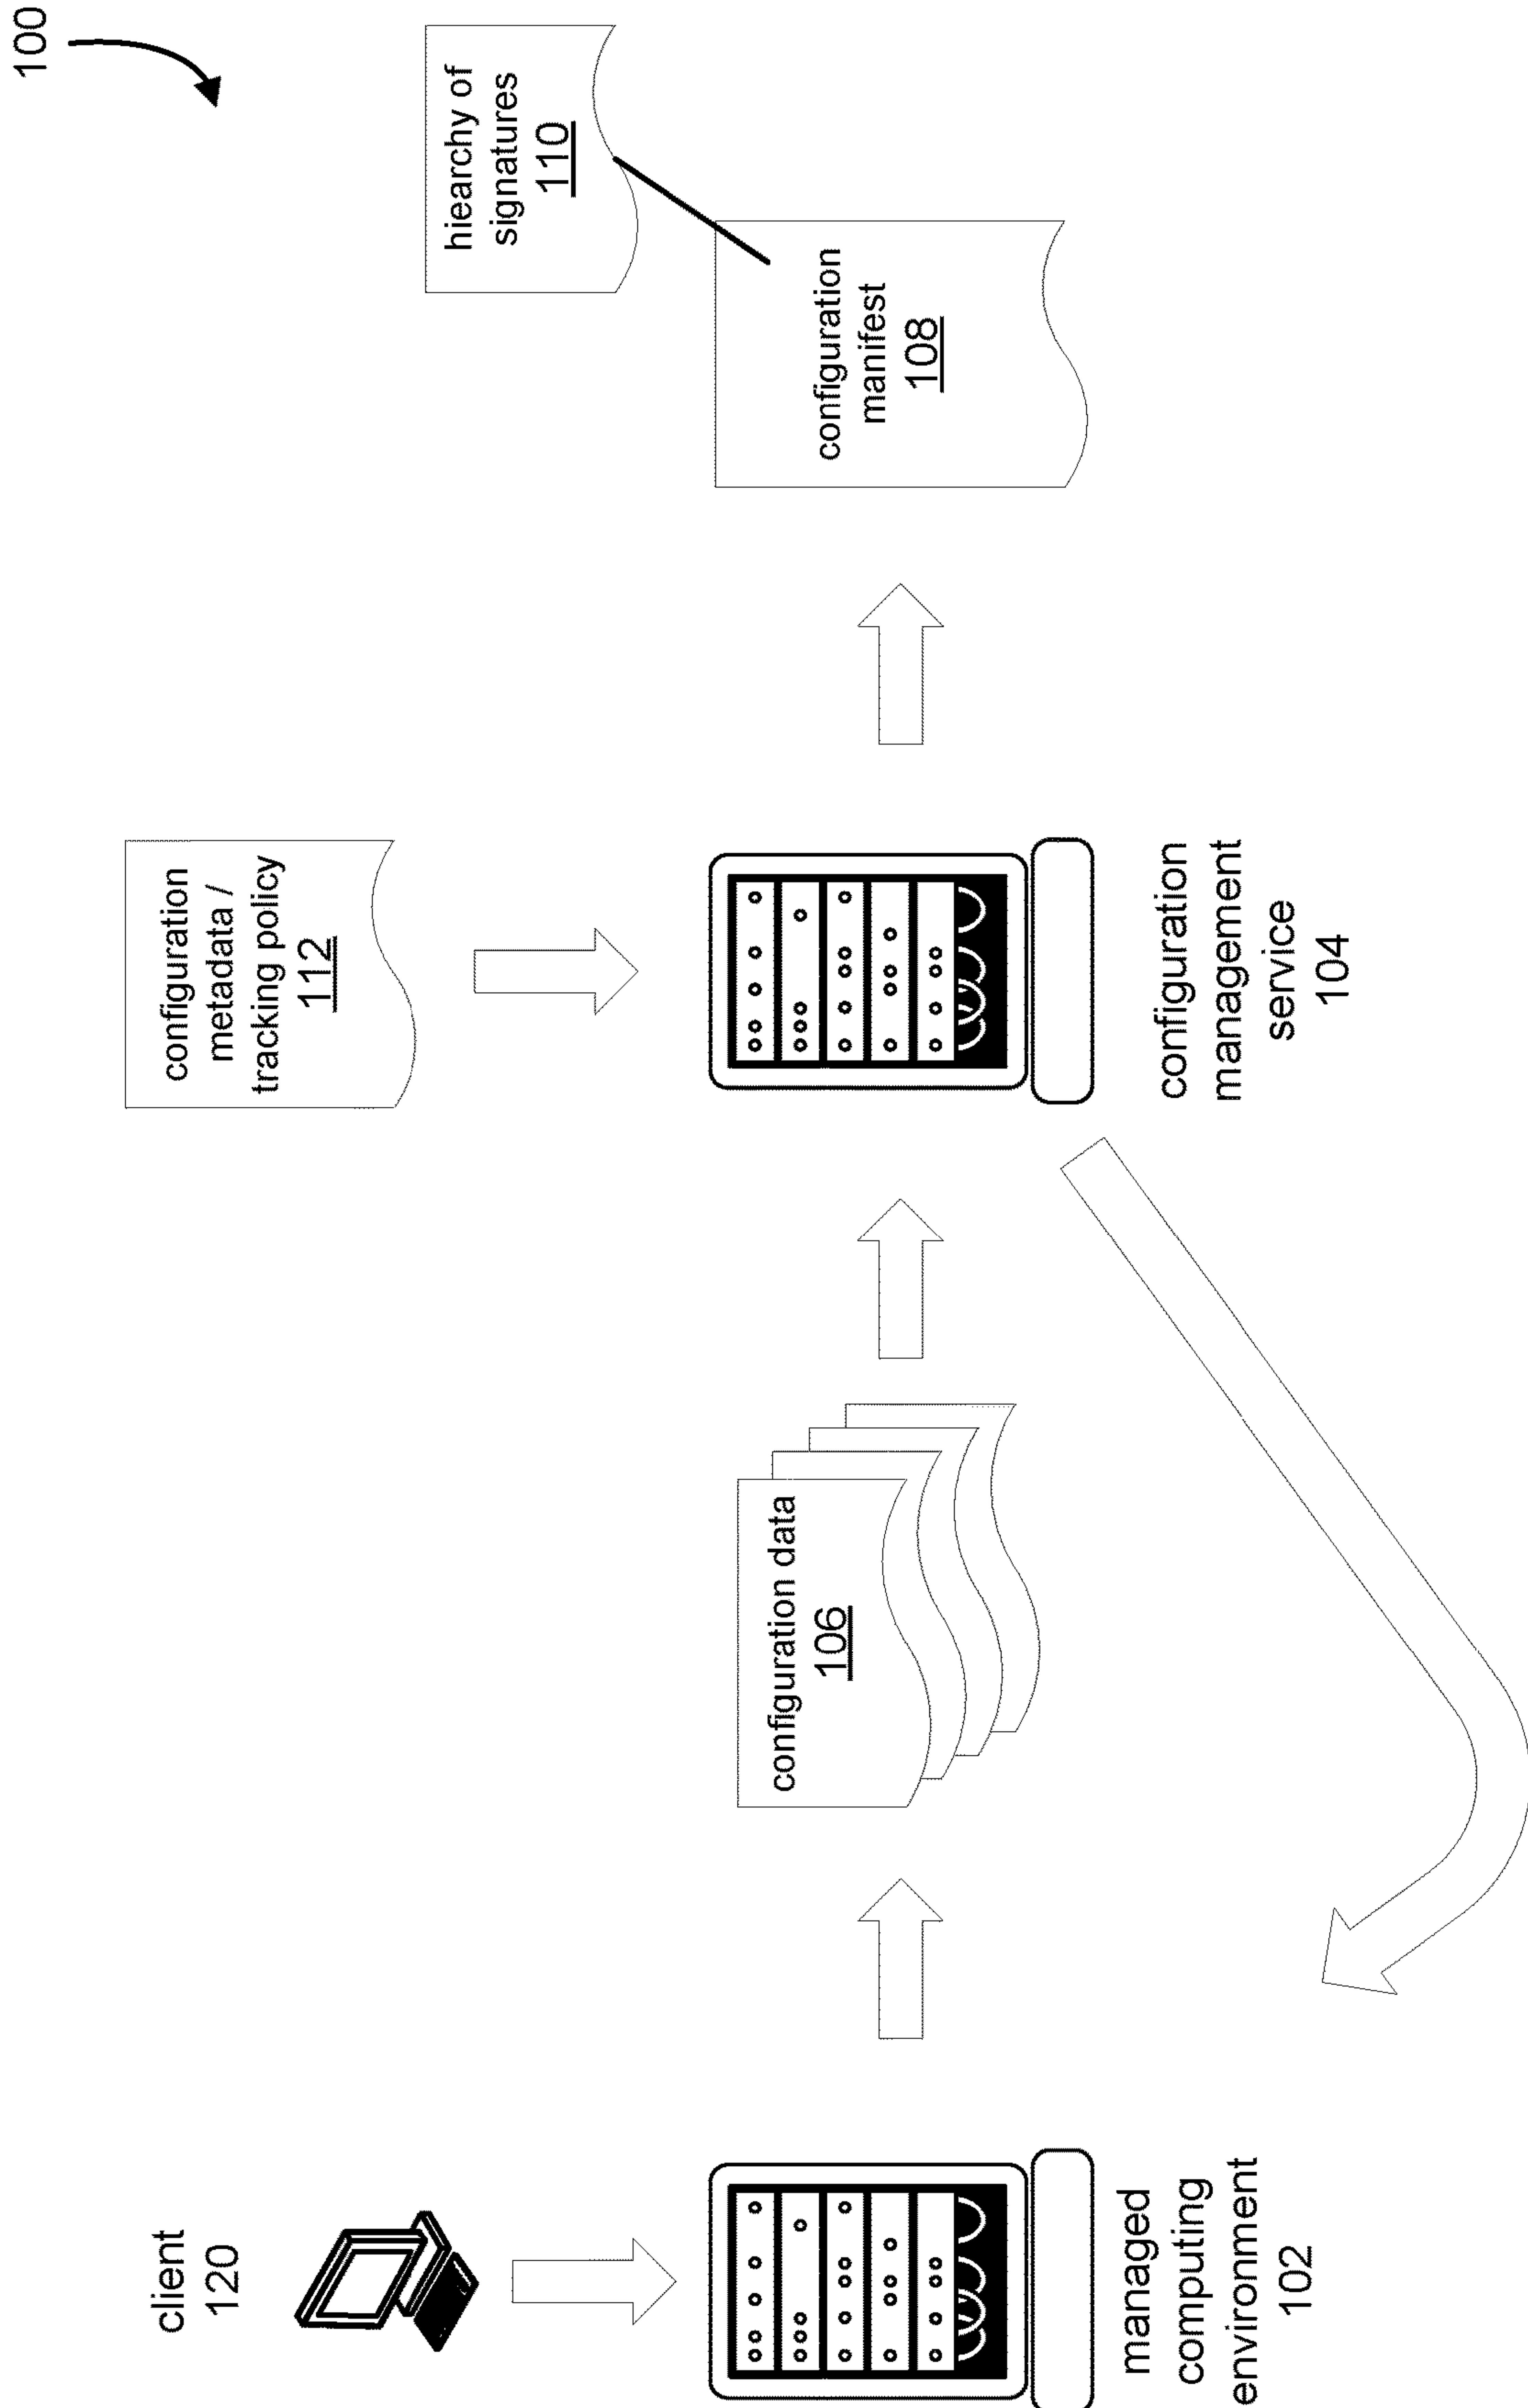 100
client
120
configuration
metadata /
tracking policy
112
hiearchy of
signatures
110
configuration data
106
configuration
manifest
108
managed
computing
environment
102
configuration
management
service
104